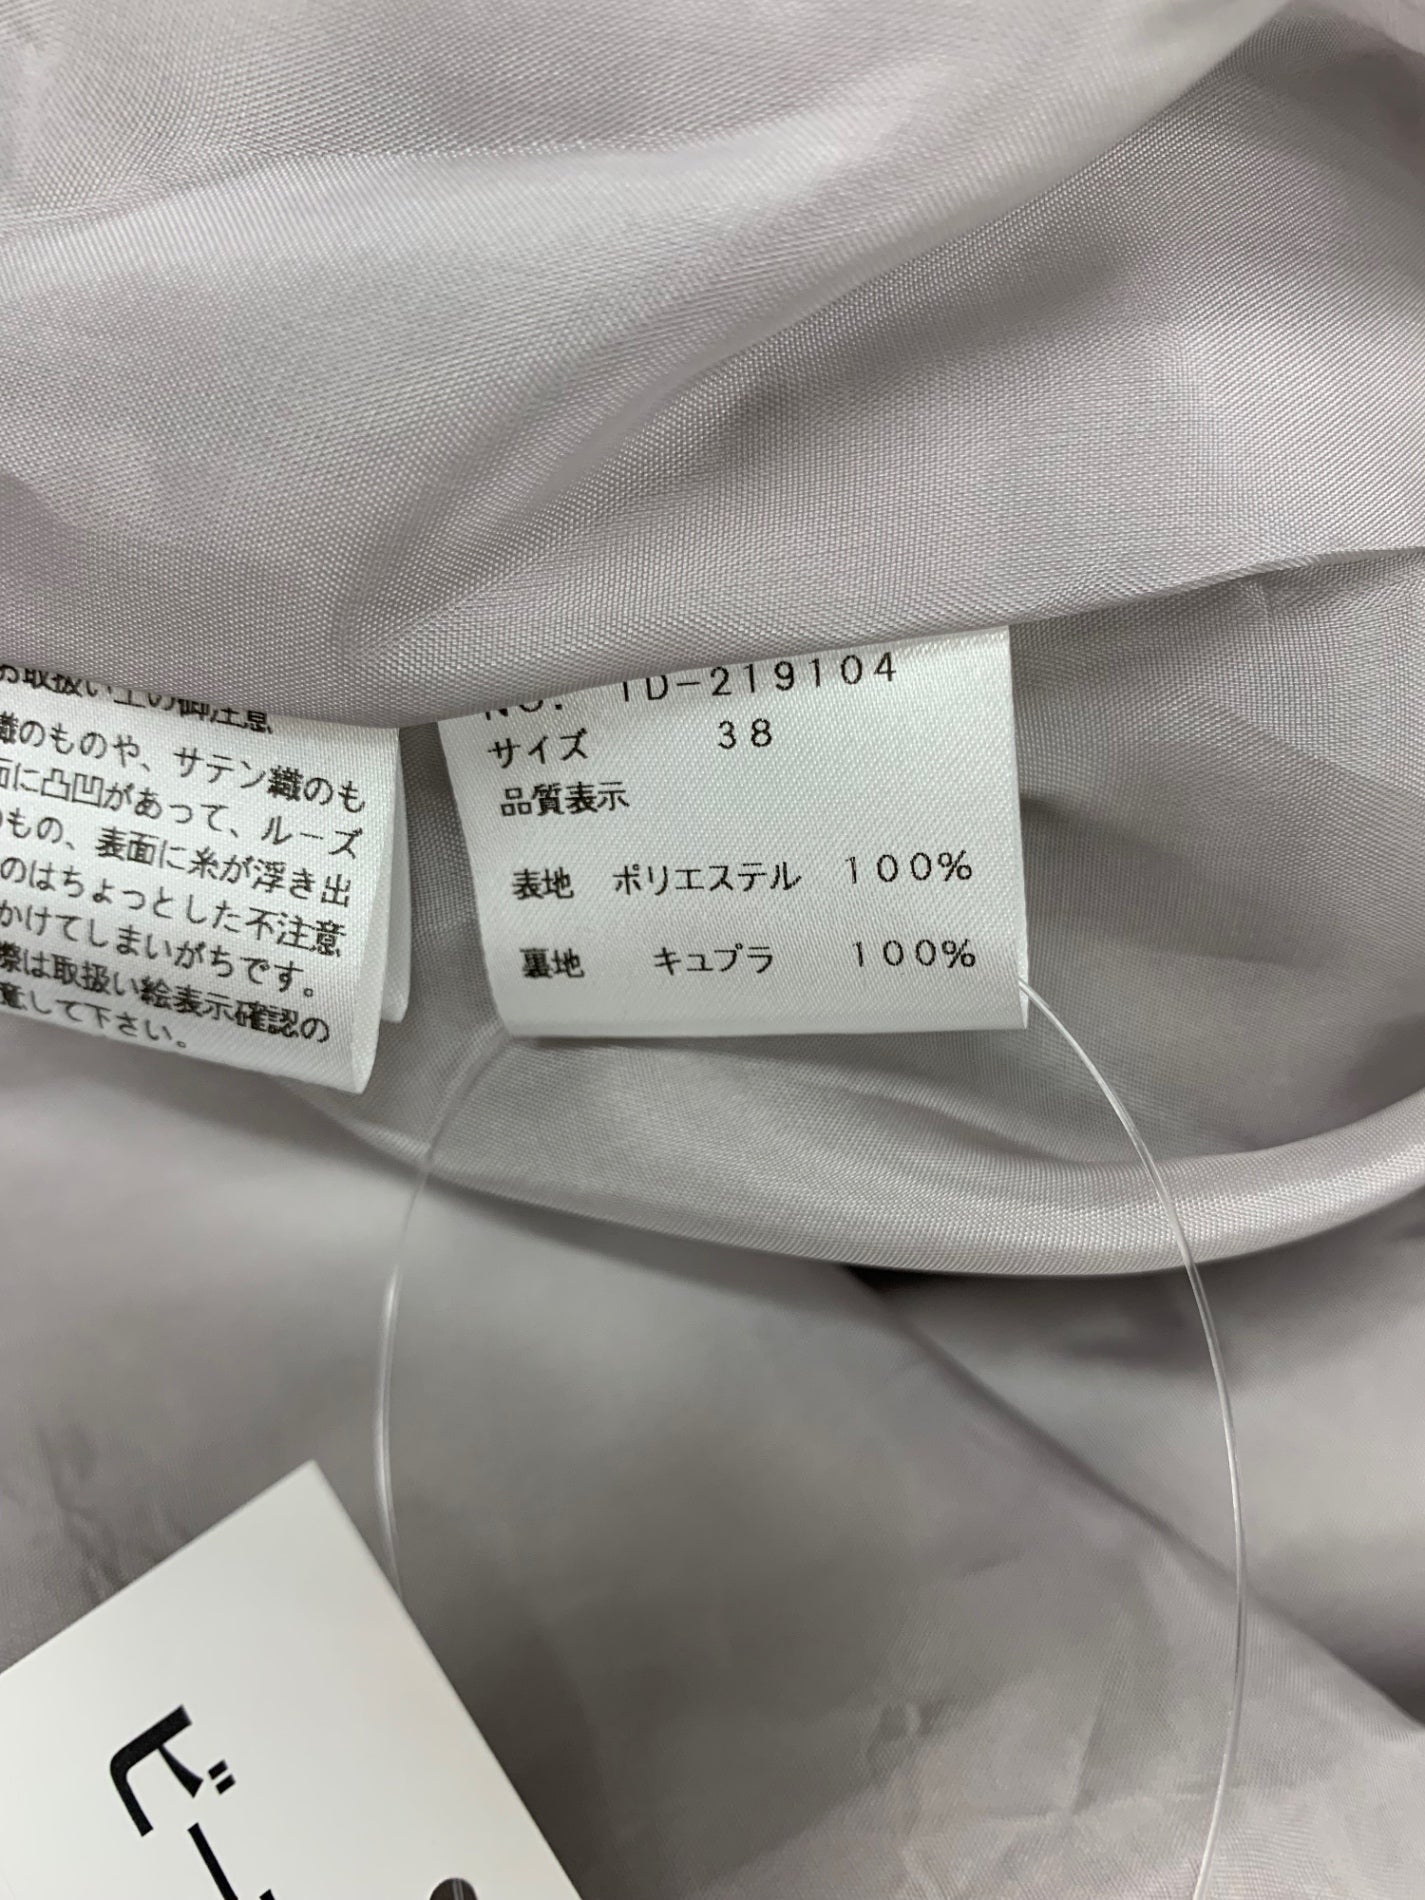 お取扱い上の御注意
織のものや、サテン織のも
面に凸凹があって、ルーズ
のもの、表面に糸が浮き出
のはちょっとした不注意
かけてしまいがちです。
際は取扱い絵表示確認の
意して下さい。
NO. TD-219104
サイズ 38
品質表示
表地 ポリエステル 100%
裏地 キュプラ 100%
ビー